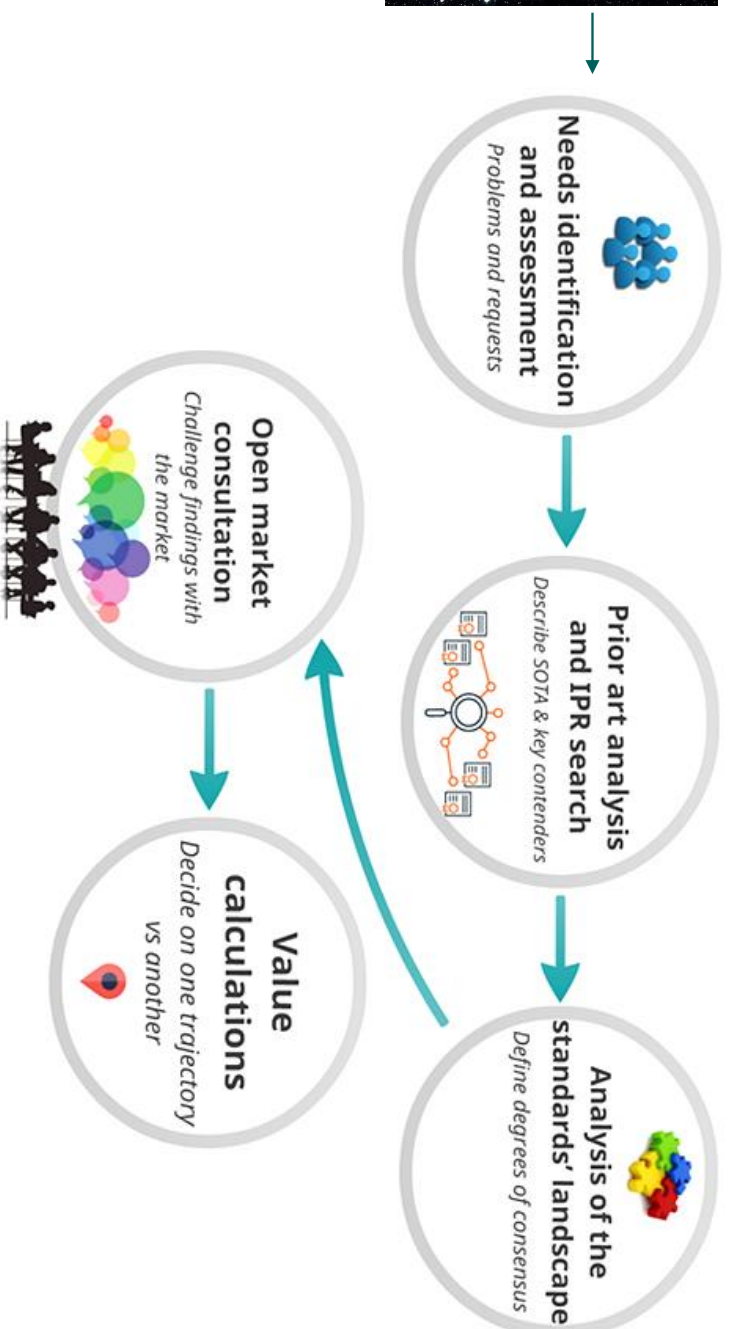 Needs identification
and assessment
Problems and requests
Prior art analysis
and IPR search
Describe SOTA & key contenders
Analysis of the
standards’ landscape
Define degrees of consensus
Open market
consultation
Challenge findings with
the market
Value
calculations
Decide on one trajectory
vs another